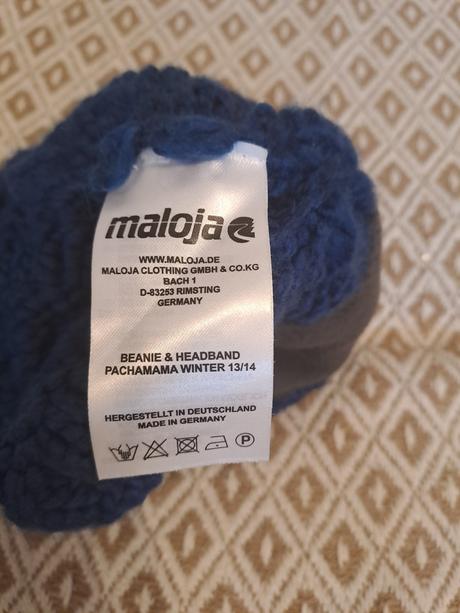 maloja
WWW.MALOJA.DE
MALOJA CLOTHING GMBH & CO.KG
BACH 1
D-83253 RIMSTING
GERMANY
BEANIE & HEADBAND
PACHAMAMA WINTER 13/14
HERGESTELLT IN DEUTSCHLAND
MADE IN GERMANY
P